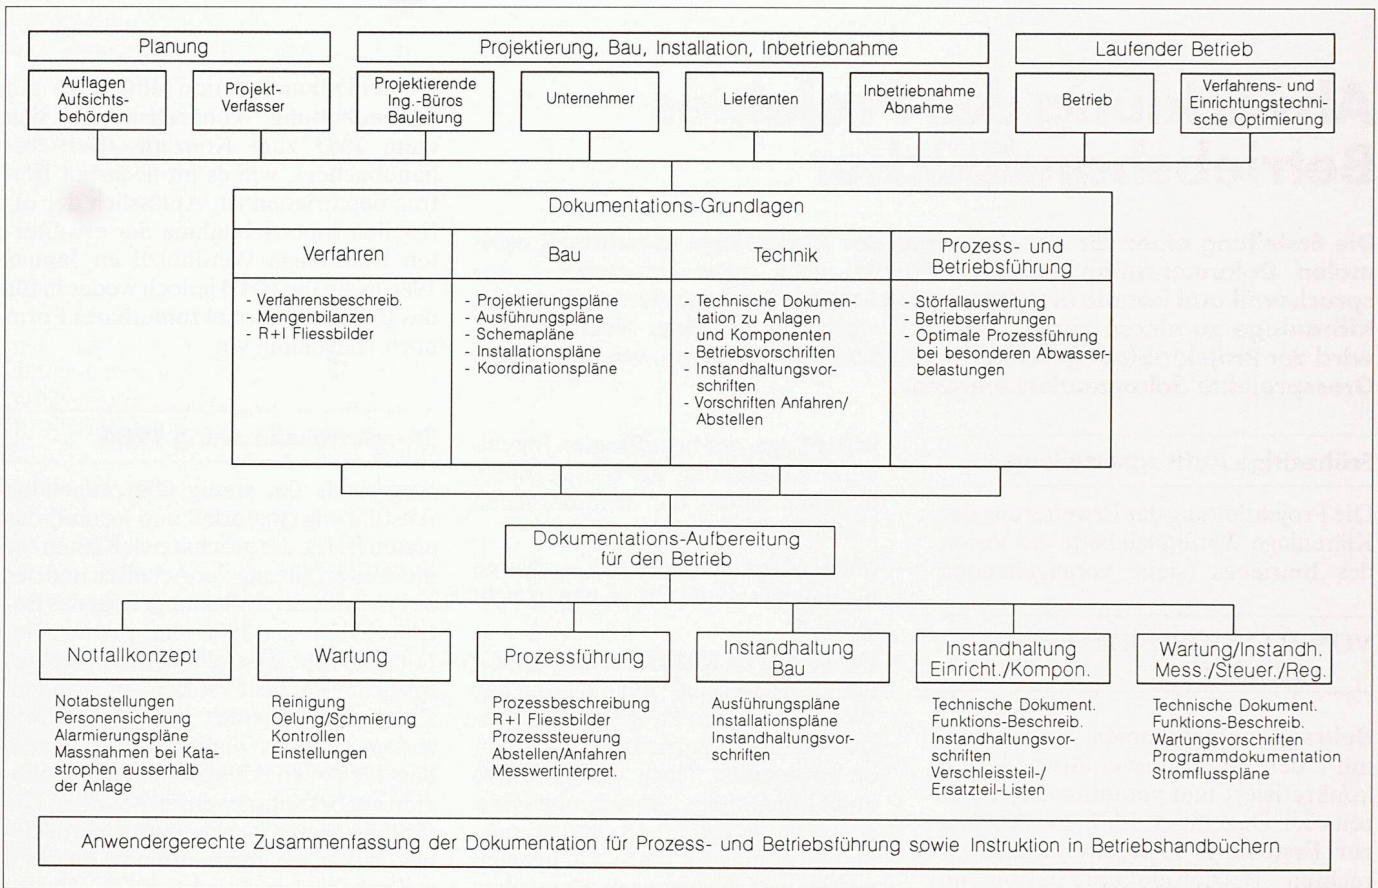 Planung
Projektierung, Bau, Installation, Inbetriebnahme
Laufender Betrieb
Auflagen
Aufsichts-
behörden
Projekt-
Verfasser
Projektierende
Ing.-Büros
Bauleitung
Unternehmer
Lieferanten
Inbetriebnahme
Abnahme
Betrieb
Verfahrens- und
Einrichtungstechni-
sche Optimierung
Dokumentations-Grundlagen
Verfahren
- Verfahrensbeschreib.
- Mengenbilanzen
- R+I Fliessbilder
Bau
- Projektierungspläne
- Ausführungspläne
- Schemapläne
- Installationspläne
- Koordinationspläne
Technik
- Technische Dokumen-
tation zu Anlagen
und Komponenten
- Betriebsvorschriften
- Instandhaltungsvor-
schriften
- Vorschriften Anfahren/
Abstellen
Prozess- und
Betriebsführung
- Störfallauswertung
- Betriebserfahrungen
- Optimale Prozessführung
bei besonderen Abwasser-
belastungen
Dokumentations-Aufbereitung
für den Betrieb
Notfallkonzept
Notabstellungen
Personensicherung
Alarmierungspläne
Massnahmen bei Kata-
strophen ausserhalb
der Anlage
Wartung
Reinigung
Oelung/Schmierung
Kontrollen
Einstellungen
Prozessführung
Prozessbeschreibung
R+I Fliessbilder
Prozesssteuerung
Abstellen/Anfahren
Messwertinterpret.
Instandhaltung
Bau
Ausführungspläne
Installationspläne
Instandhaltungsvor-
schriften
Instandhaltung
Einricht./Kompon.
Technische Dokument.
Funktions-Beschreib.
Instandhaltungsvor-
schriften
Verschleissteil-/
Ersatzteil-Listen
Wartung/Instandh.
Mess./Steuer./Reg.
Technische Dokument.
Funktions-Beschreib.
Wartungsvorschriften
Programmdokumentation
Stromflusspläne
Anwendergerechte Zusammenfassung der Dokumentation für Prozess- und Betriebsführung sowie Instruktion in Betriebshandbüchern